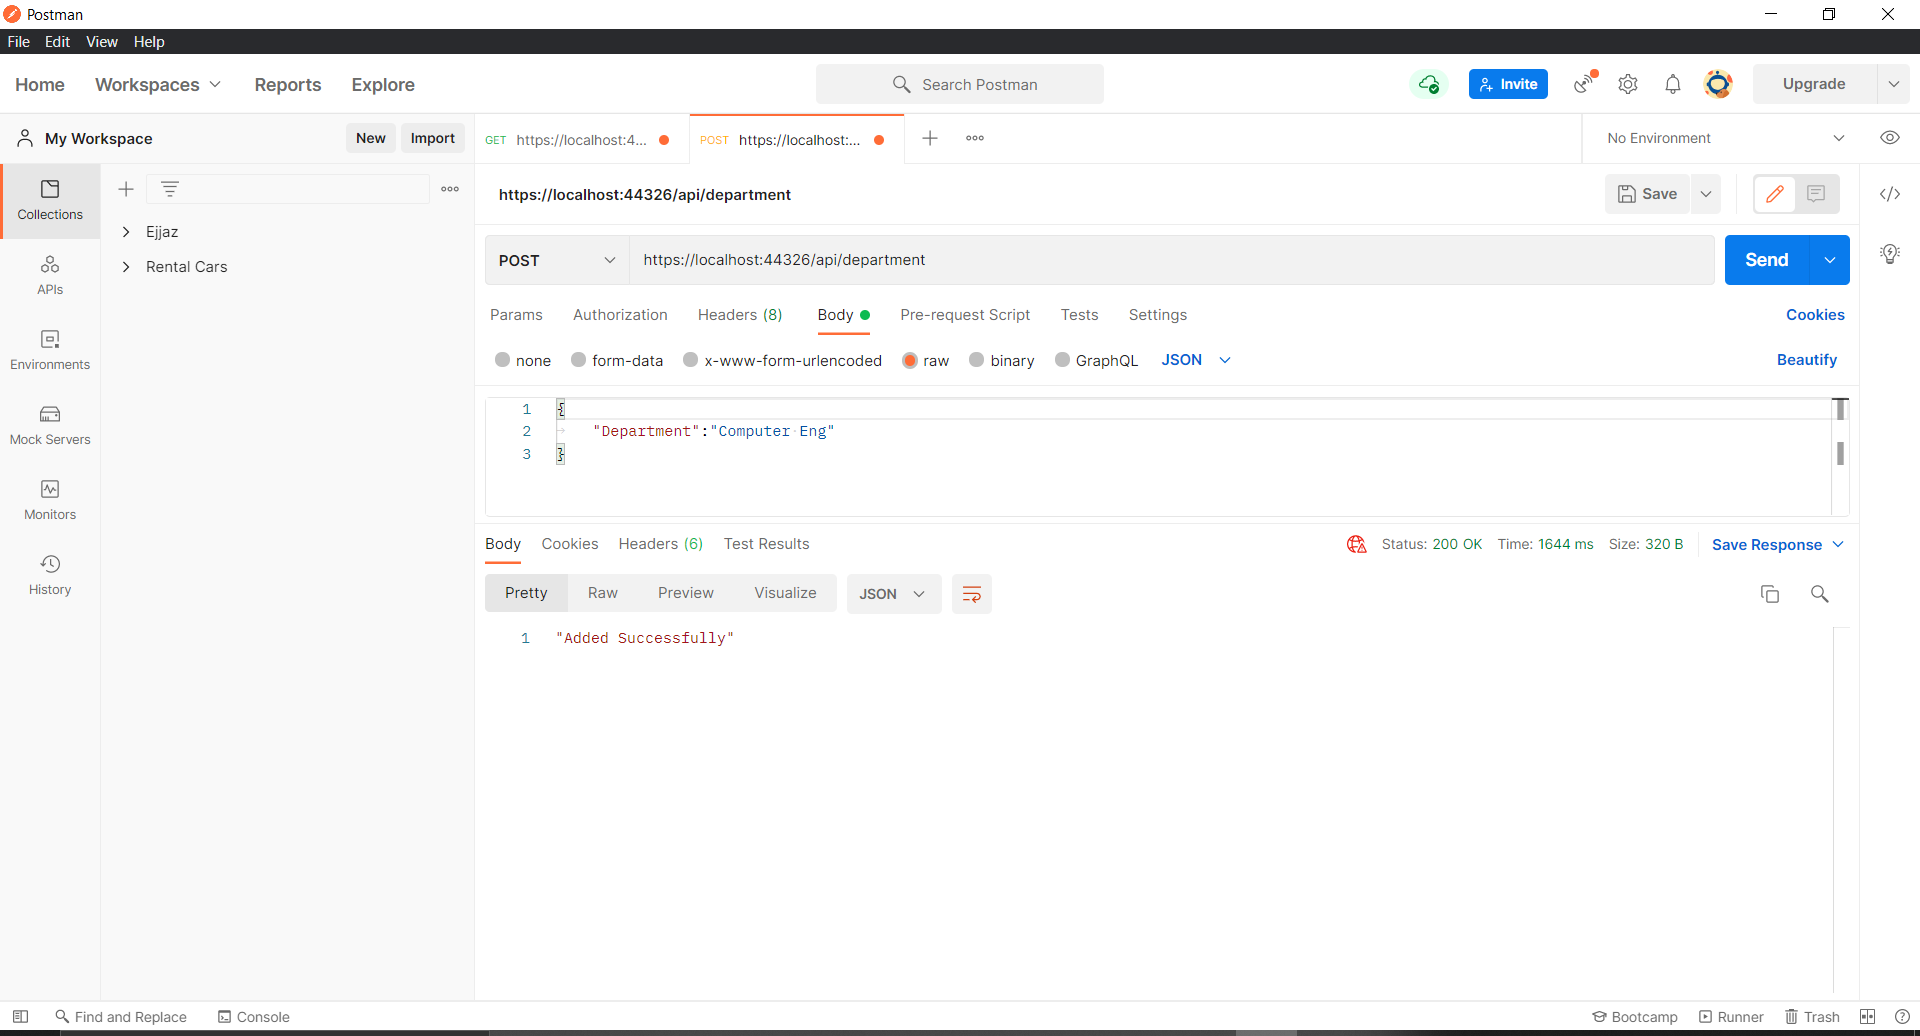 Postman
File Edit View Help
Home Workspaces Reports Explore Search Postman Invite Upgrade
My Workspace New Import GET https://localhost:4... POST https://localhost:... No Environment
Collections
APIs
Environments
Mock Servers
Monitors
History
Ejjaz
Rental Cars
https://localhost:44326/api/department Save
POST https://localhost:44326/api/department Send
Params Authorization Headers (8) Body Pre-request Script Tests Settings Cookies
none form-data x-www-form-urlencoded raw binary GraphQL JSON Beautify
1 {
2 "Department":"Computer Eng"
3 }
Body Cookies Headers (6) Test Results Status: 200 OK Time: 1644 ms Size: 320 B Save Response
Pretty Raw Preview Visualize JSON
1 "Added Successfully"
Find and Replace Console Bootcamp Runner Trash